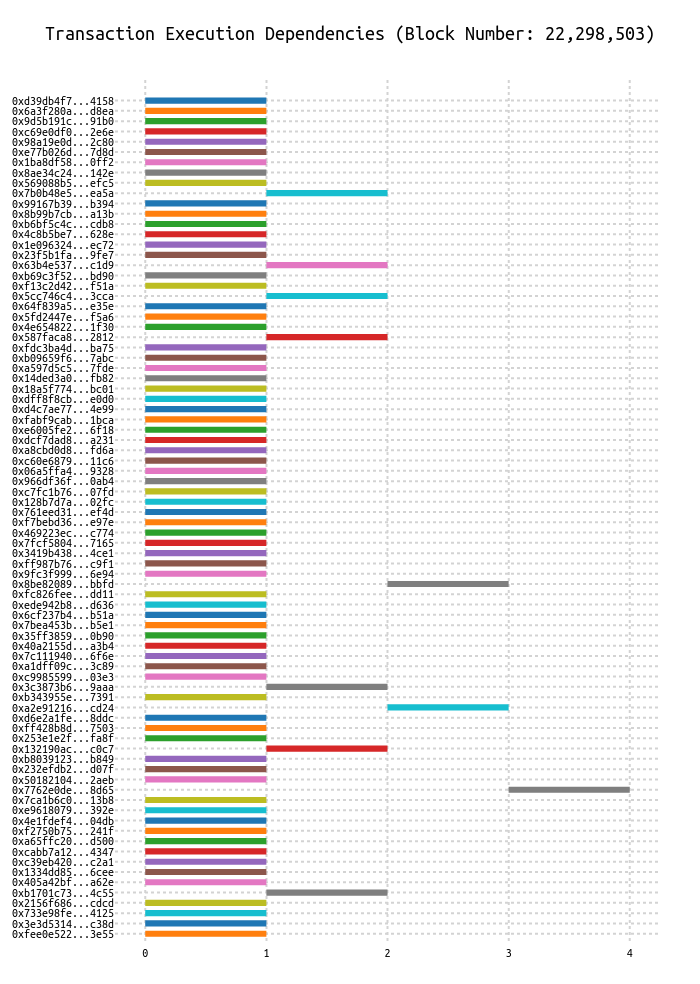 Transaction Execution Dependencies (Block Number: 22,298,503)
0xd39db4f7...4158
0x6a3f280a...d8ea
0x9d5b191c...91b0
0xc69e0df0...2e6e
0x98a19e0d...2c80
0xe77b026d...7d8d
0x1ba8df58...0ff2
0x8ae34c24...142e
0x569088b5...efc5
0x7b0b48e5...ea5a
0x99167b39...b394
0x8b99b7cb...a13b
0xb6bf5c4c...cdb8
0x4c8b5be7...628e
0x1e096324...ec72
0x23f5b1fa...9fe7
0x63b4e537...c1d9
0xb69c3f52...bd90
0xf13c2d42...f51a
0x5cc746c4...3cca
0x64f839a5...e35e
0x5fd2447e...f5a6
0x4e654822...1f30
0x587faca8...2812
0xfdc3ba4d...ba75
0xb09659f6...7abc
0xa597d5c5...7fde
0x14ded3a0...fb82
0x18a5f774...bc01
0xdff8f8cb...e0d0
0xd4c7ae77...4e99
0xfabf9cab...1bca
0xe6005fe2...6f18
0xdcf7dad8...a231
0xa8cbd0d8...fd6a
0xc60e6879...11c6
0x06a5ffa4...9328
0x966df36f...0ab4
0xc7fc1b76...07fd
0x128b7d7a...02fc
0x761eed31...ef4d
0xf7bebd36...e97e
0x469223ec...c774
0x7fcf5804...7165
0x3419b438...4ce1
0xff987b76...c9f1
0x9fc3f999...6e94
0x8be82089...bbfd
0xfc826fee...dd11
0xede942b8...d636
0x6cf237b4...b51a
0x7bea453b...b5e1
0x35ff3859...0b90
0x40a2155d...a3b4
0x7c111940...6f6e
0xa1dff09c...3c89
0xc9985599...03e3
0x3c3873b6...9aaa
0xb343955e...7391
0xa2e91216...cd24
0xd6e2a1fe...8ddc
0xff428b8d...7503
0x253e1e2f...fa8f
0x132190ac...c0c7
0xb8039123...b849
0x232efdb2...d07f
0x50182104...2aeb
0x7762e0de...8d65
0x7ca1b6c0...13b8
0xe9618079...392e
0x4e1fdef4...04db
0xf2750b75...241f
0xa65ffc20...d500
0xcabb7a12...4347
0xc39eb420...c2a1
0x1334dd85...6cee
0x405a42bf...a62e
0xb1701c73...4c55
0x2156f686...cdcd
0x733e98fe...4125
0x3e3d5314...c38d
0xfee0e522...3e55
0 1 2 3 4